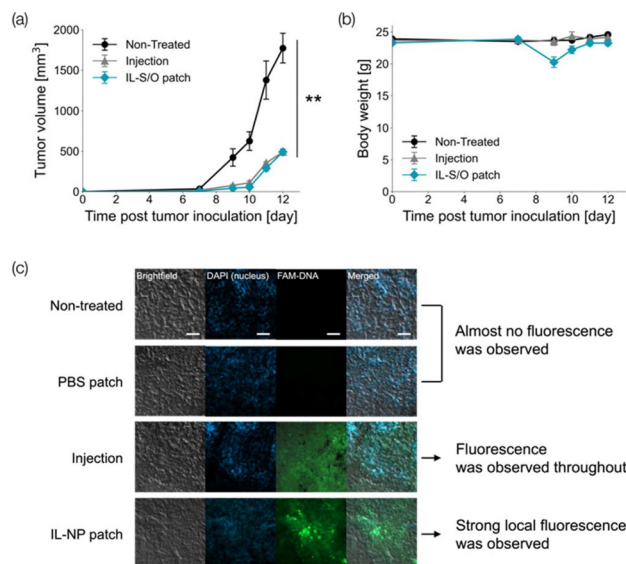 (a)
2000
1500
1000
500
0
Tumor volume [mm³]
Non-Treated
Injection
IL-S/O patch
**
0 2 4 6 8 10 12
Time post tumor inoculation [day]
(b)
30
25
20
15
10
5
0
Body weight [g]
Non-Treated
Injection
IL-S/O patch
0 2 4 6 8 10 12
Time post tumor inoculation [day]
(c)
Brightfield DAPI (nucleus) FAM-DNA Merged
Non-treated
PBS patch
Almost no fluorescence
was observed
Injection
Fluorescence
was observed throughout
IL-NP patch
Strong local fluorescence
was observed